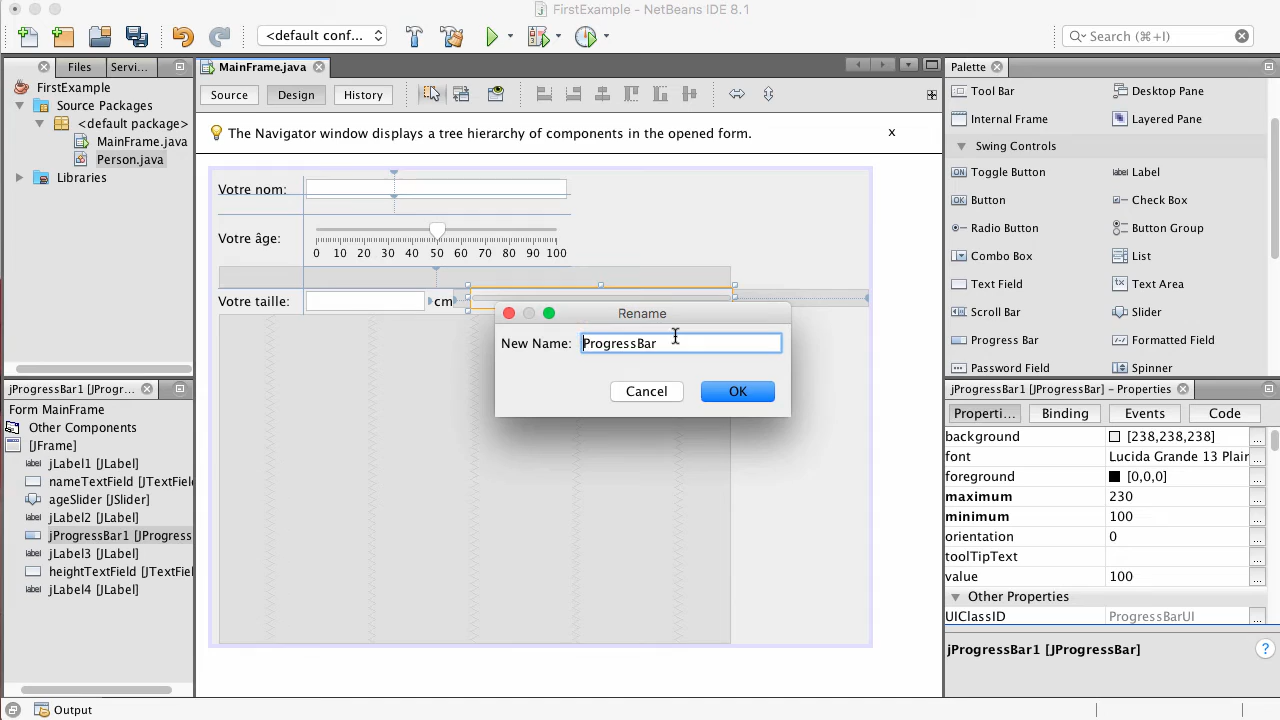 FirstExample – NetBeans IDE 8.1
<default conf...
Search (⌘+I)
Files
Servi...
FirstExample
Source Packages
<default package>
MainFrame.java
Person.java
Libraries
MainFrame.java
Source
Design
History
The Navigator window displays a tree hierarchy of components in the opened form.
x
Votre nom:
Votre âge:
0 10 20 30 40 50 60 70 80 90 100
Votre taille:
cm
Rename
New Name:
ProgressBar
Cancel
OK
jProgressBar1 [JProgr...
Form MainFrame
Other Components
[JFrame]
label jLabel1 [JLabel]
nameTextField [JTextFiel
ageSlider [JSlider]
label jLabel2 [JLabel]
jProgressBar1 [JProgress
label jLabel3 [JLabel]
heightTextField [JTextFiel
label jLabel4 [JLabel]
Palette
Tool Bar
Desktop Pane
Internal Frame
Layered Pane
Swing Controls
Toggle Button
label Label
OK Button
Check Box
Radio Button
Button Group
Combo Box
List
Text Field
Text Area
Scroll Bar
Slider
Progress Bar
Formatted Field
Password Field
Spinner
jProgressBar1 [JProgressBar] – Properties
Properti...
Binding
Events
Code
background [238,238,238] ...
font Lucida Grande 13 Plain ...
foreground [0,0,0] ...
maximum 230 ...
minimum 100 ...
orientation 0 ...
toolTipText ...
value 100 ...
Other Properties
UIClassID ProgressBarUI ...
jProgressBar1 [JProgressBar]
?
Output